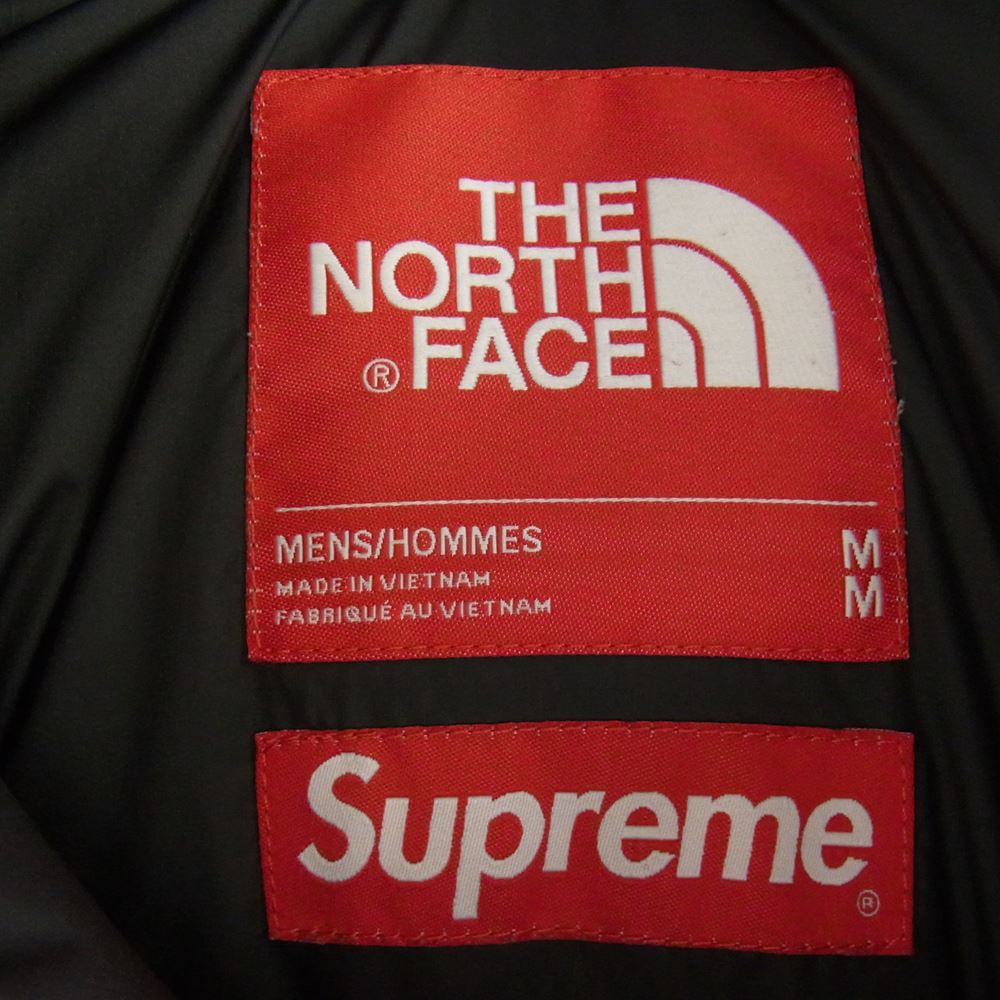 THE
NORTH
® FACE
MENS/HOMMES M
MADE IN VIETNAM
FABRIQUÉ AU VIETNAM M
Supreme ®